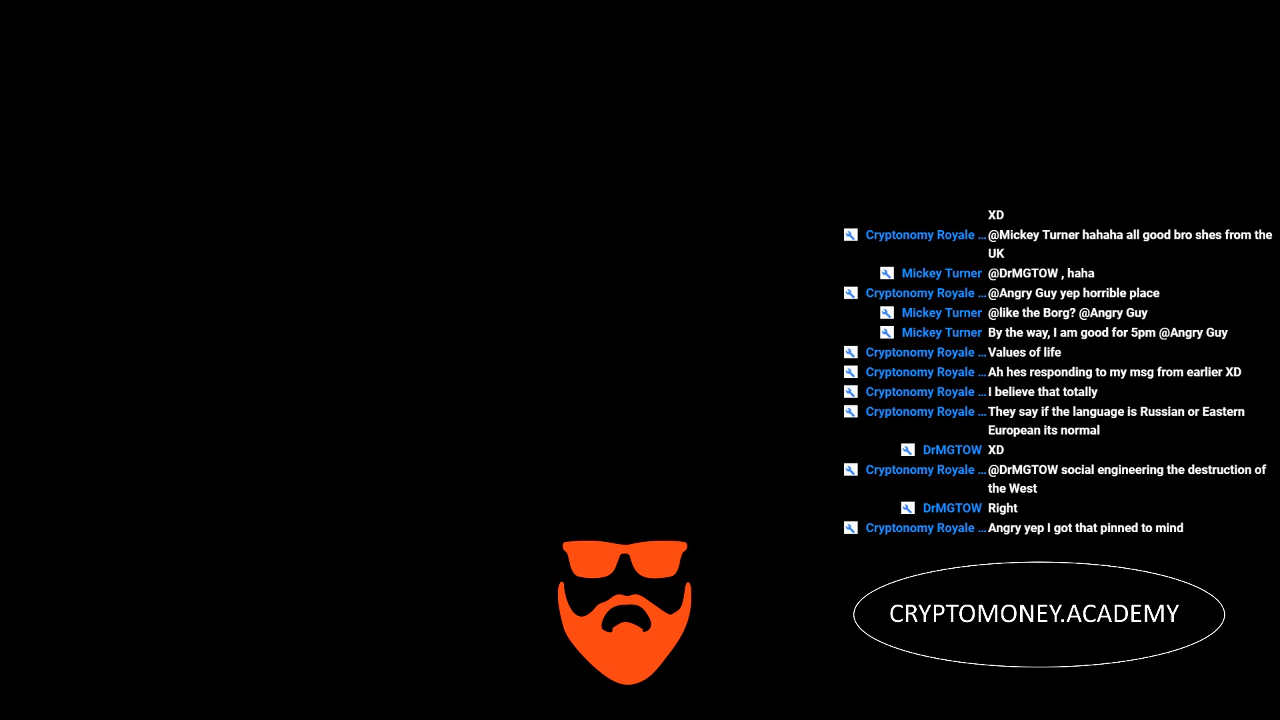 XD
Cryptonomy Royale ... @Mickey Turner hahaha all good bro shes from the
UK
Mickey Turner @DrMGTOW , haha
Cryptonomy Royale ... @Angry Guy yep horrible place
Mickey Turner @like the Borg? @Angry Guy
Mickey Turner By the way, I am good for 5pm @Angry Guy
Cryptonomy Royale ... Values of life
Cryptonomy Royale ... Ah hes responding to my msg from earlier XD
Cryptonomy Royale ... I believe that totally
Cryptonomy Royale ... They say if the language is Russian or Eastern
European its normal
DrMGTOW XD
Cryptonomy Royale ... @DrMGTOW social engineering the destruction of
the West
DrMGTOW Right
Cryptonomy Royale ... Angry yep I got that pinned to mind
CRYPTOMONEY.ACADEMY